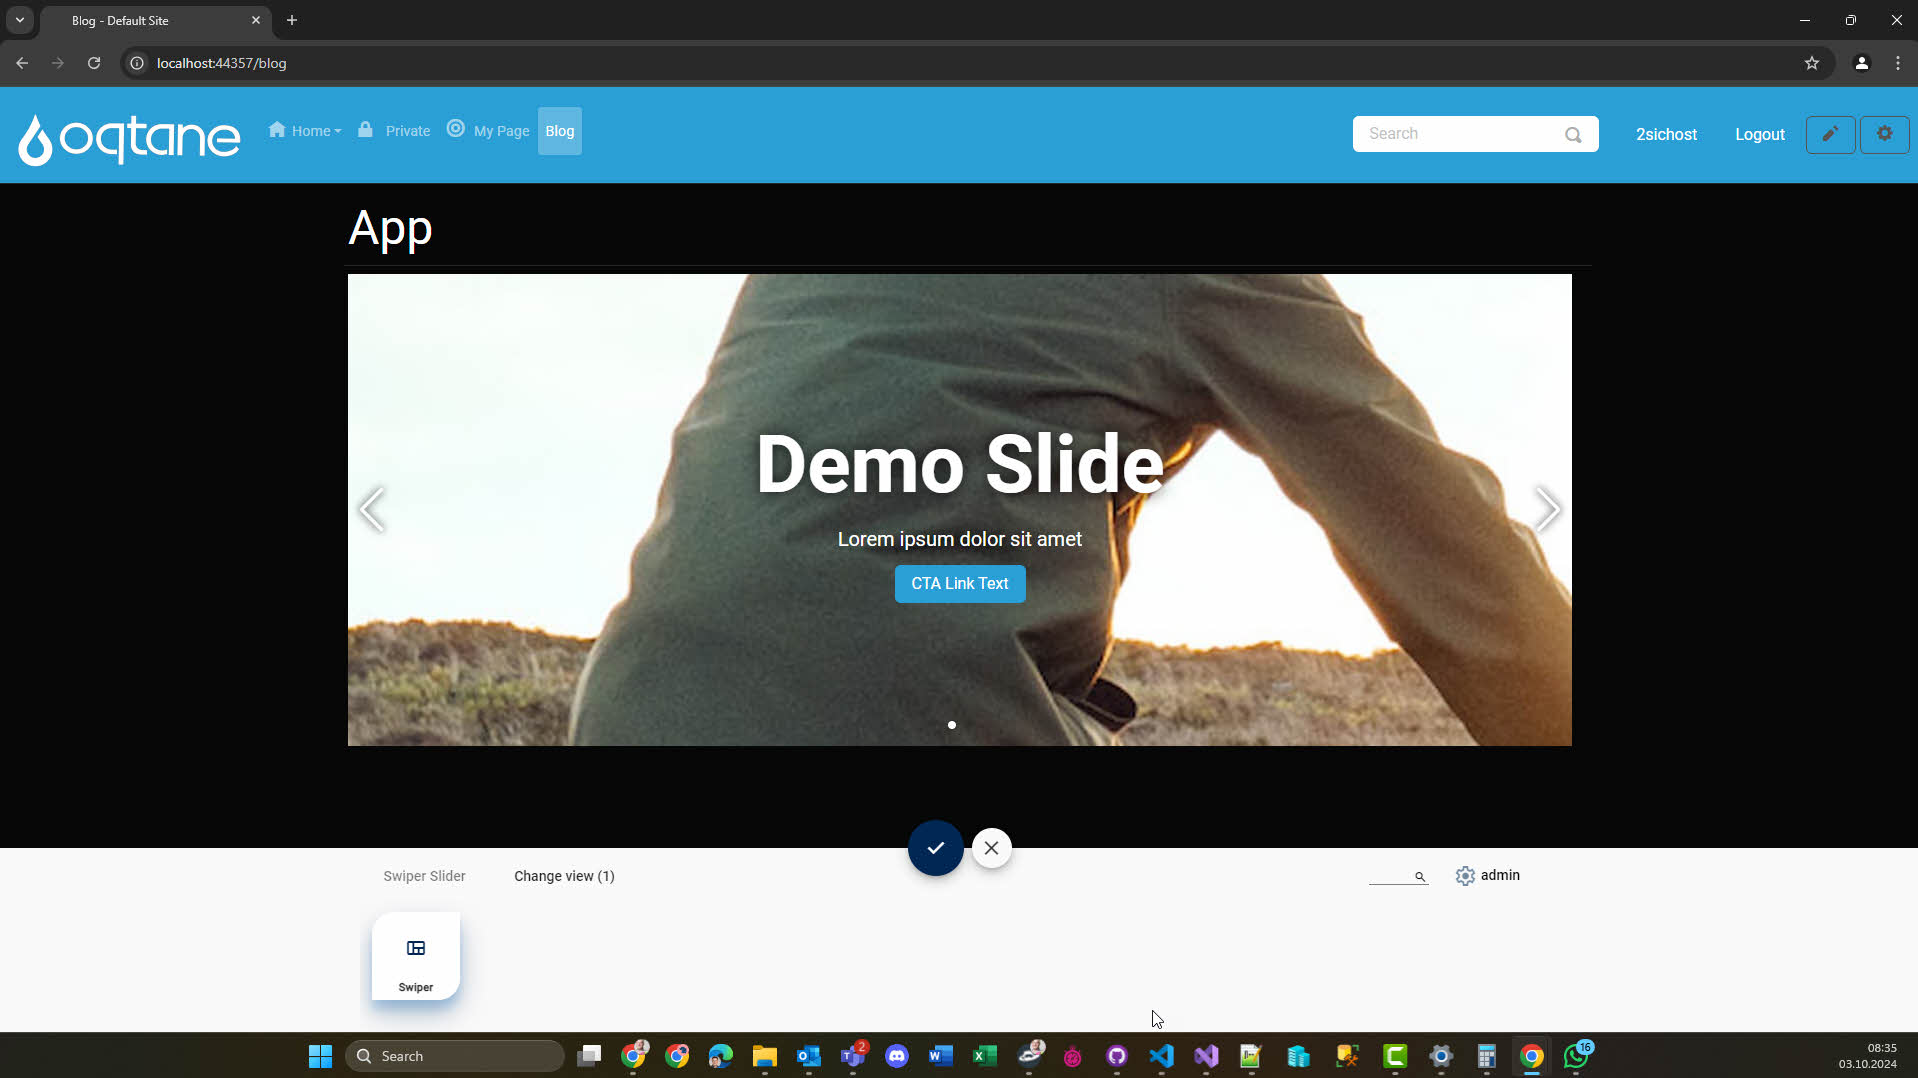 Blog - Default Site
localhost:44357/blog
oqtane
Home
Private
My Page
Blog
Search
2sichost
Logout
App
Demo Slide
Lorem ipsum dolor sit amet
CTA Link Text
Swiper Slider
Change view (1)
admin
Swiper
Search
2
16
08:35
03.10.2024